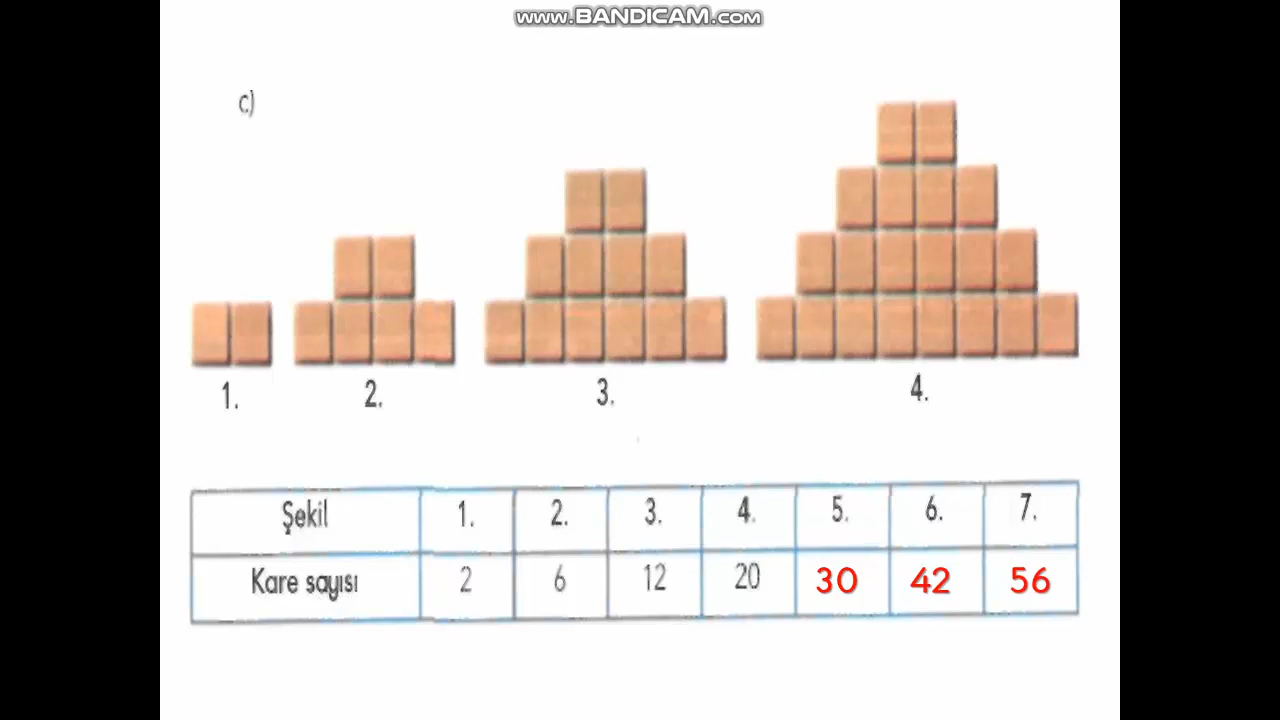 www.BANDICAM.com
c)
1. 2. 3. 4.
Şekil 1. 2. 3. 4. 5. 6. 7.
Kare sayısı 2 6 12 20 30 42 56